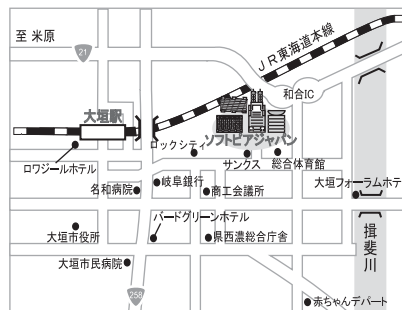 至 米原
21
JR東海道本線
和合IC
大垣駅
ロックシティ
ソフトピアジャパン
ロワジールホテル
サンクス
総合体育館
名和病院
岐阜銀行
商工会議所
大垣フォーラムホテ
バードグリーンホテル
大垣市役所
県西濃総合庁舎
揖斐川
大垣市民病院
258
赤ちゃんデパート